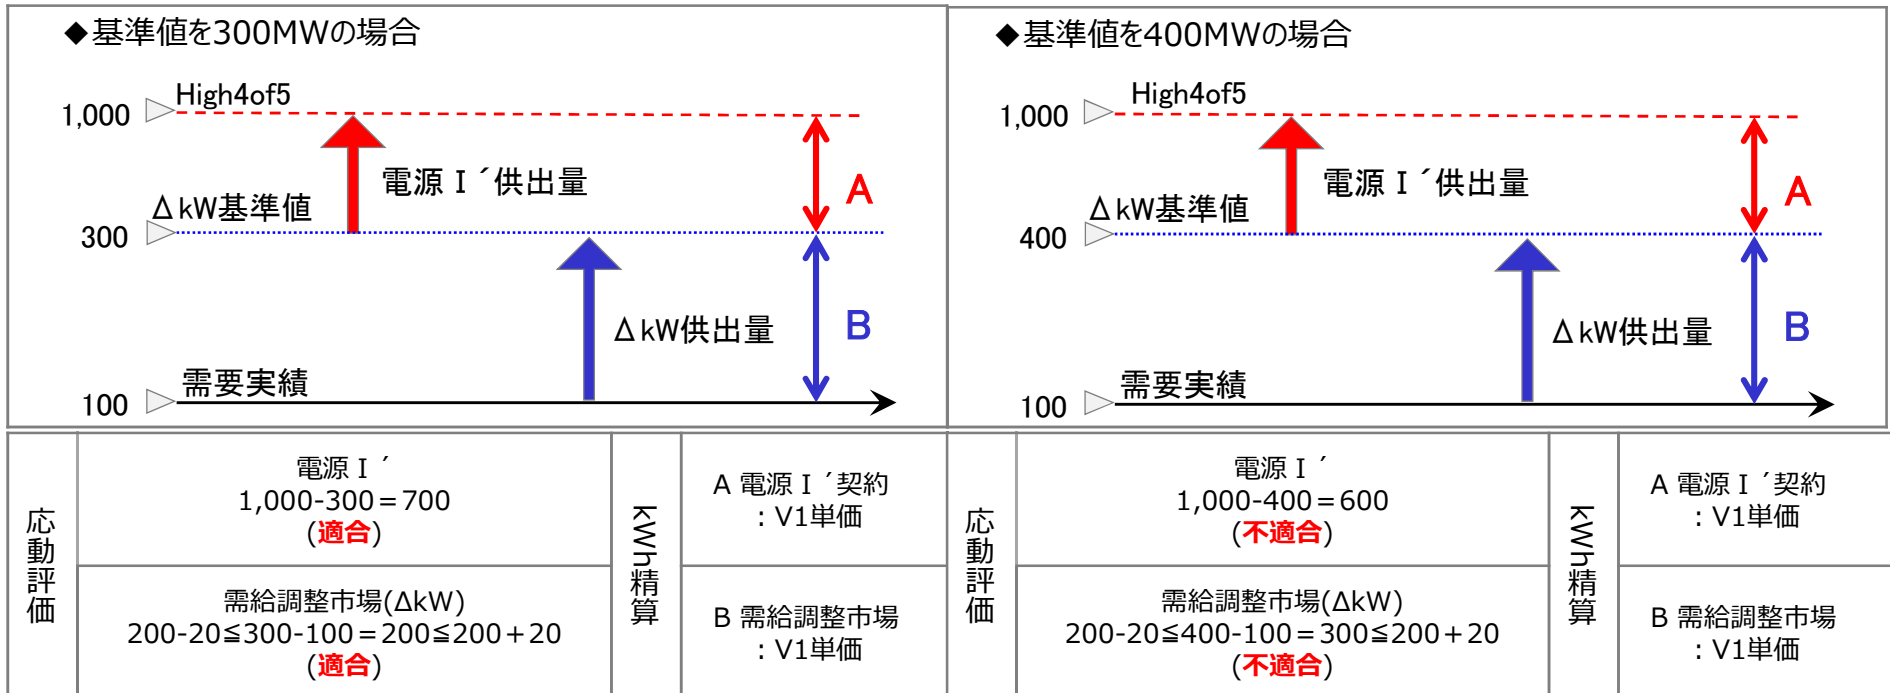 ◆基準値を300MWの場合
High4of5
1,000
電源Ⅰ´供出量
A
ΔkW基準値
300
ΔkW供出量
B
需要実績
100
◆基準値を400MWの場合
High4of5
1,000
電源Ⅰ´供出量
A
ΔkW基準値
400
ΔkW供出量
B
需要実績
100
応動評価
電源Ⅰ´
1,000-300＝700
(適合)
需給調整市場(ΔkW)
200-20≦300-100＝200≦200＋20
(適合)
kWh精算
A 電源Ⅰ´契約
：V1単価
B 需給調整市場
：V1単価
応動評価
電源Ⅰ´
1,000-400＝600
(不適合)
需給調整市場(ΔkW)
200-20≦400-100＝300≦200＋20
(不適合)
kWh精算
A 電源Ⅰ´契約
：V1単価
B 需給調整市場
：V1単価